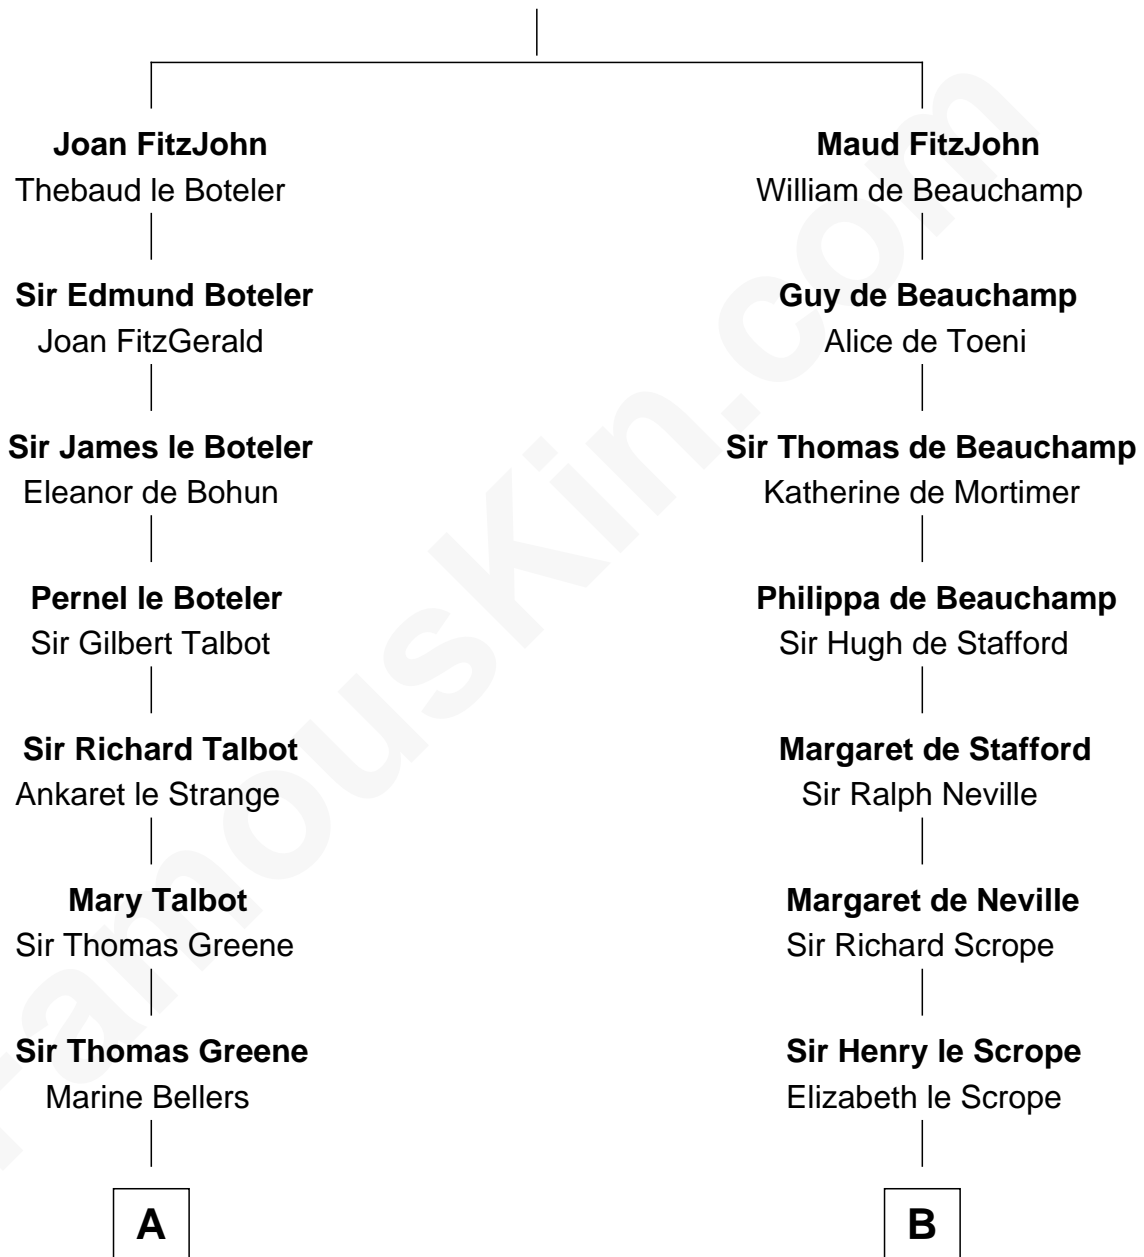 Joan FitzJohn
Thebaud le Boteler
Sir Edmund Boteler
Joan FitzGerald
Sir James le Boteler
Eleanor de Bohun
Pernel le Boteler
Sir Gilbert Talbot
Sir Richard Talbot
Ankaret le Strange
Mary Talbot
Sir Thomas Greene
Sir Thomas Greene
Marine Bellers
A
Maud FitzJohn
William de Beauchamp
Guy de Beauchamp
Alice de Toeni
Sir Thomas de Beauchamp
Katherine de Mortimer
Philippa de Beauchamp
Sir Hugh de Stafford
Margaret de Stafford
Sir Ralph Neville
Margaret de Neville
Sir Richard Scrope
Sir Henry le Scrope
Elizabeth le Scrope
B
FamousKin.com